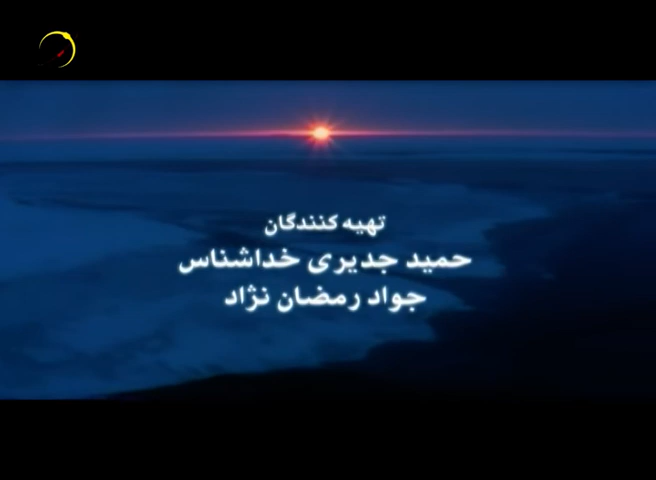 تهیه کنندگان
حمید جدیری خداشناس
جواد رمضان نژاد